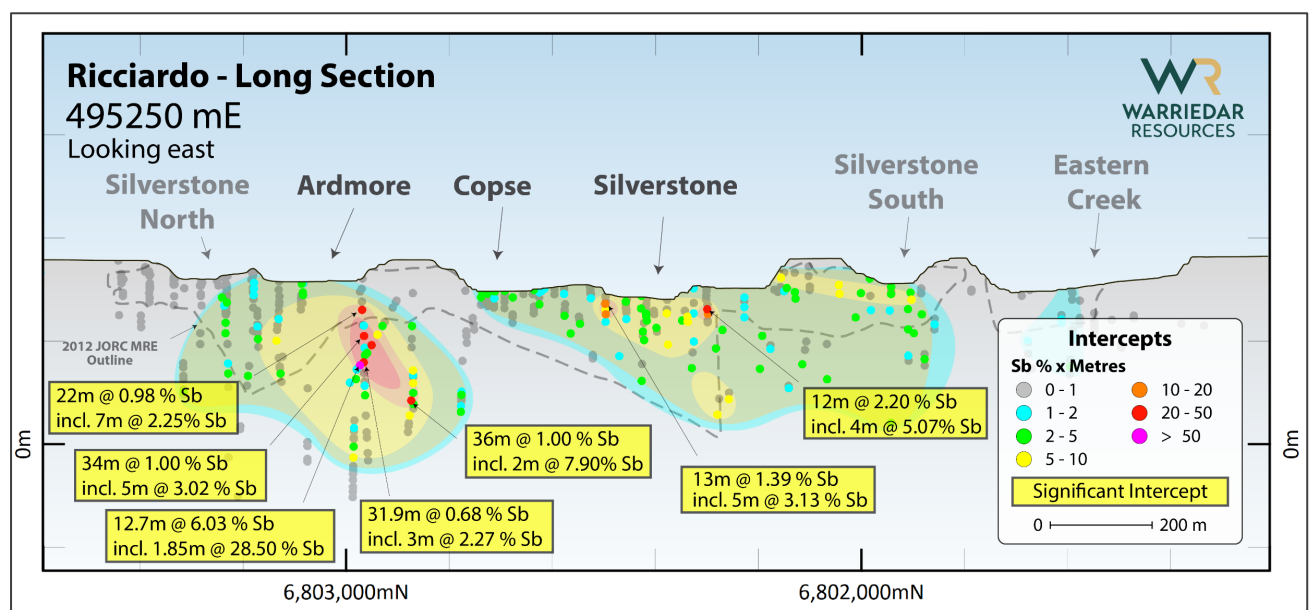 Ricciardo - Long Section
495250 mE
Looking east
WR
WARRIEDAR
RESOURCES
Silverstone
North
Ardmore
Copse
Silverstone
Silverstone
South
Eastern
Creek
2012 JORC MRE
Outline
22m @ 0.98 % Sb
incl. 7m @ 2.25% Sb
34m @ 1.00 % Sb
incl. 5m @ 3.02 % Sb
12.7m @ 6.03 % Sb
incl. 1.85m @ 28.50 % Sb
31.9m @ 0.68 % Sb
incl. 3m @ 2.27 % Sb
36m @ 1.00 % Sb
incl. 2m @ 7.90% Sb
13m @ 1.39 % Sb
incl. 5m @ 3.13 % Sb
12m @ 2.20 % Sb
incl. 4m @ 5.07% Sb
Intercepts
Sb % x Metres
0 - 1
1 - 2
2 - 5
5 - 10
10 - 20
20 - 50
> 50
Significant Intercept
0 200 m
0m
0m
6,803,000mN
6,802,000mN